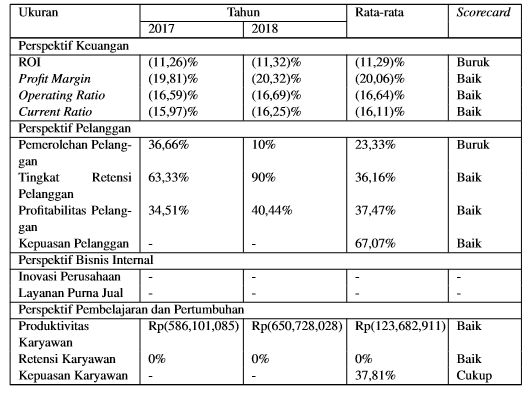 Ukuran Tahun Rata-rata Scorecard
2017 2018
Perspektif Keuangan
ROI (11,26)% (11,32)% (11,29)% Buruk
Profit Margin (19,81)% (20,32)% (20,06)% Baik
Operating Ratio (16,59)% (16,69)% (16,64)% Baik
Current Ratio (15,97)% (16,25)% (16,11)% Baik
Perspektif Pelanggan
Pemerolehan Pelang- 36,66% 10% 23,33% Buruk
gan
Tingkat Retensi 63,33% 90% 36,16% Baik
Pelanggan
Profitabilitas Pelang- 34,51% 40,44% 37,47% Baik
gan
Kepuasan Pelanggan - - 67,07% Baik
Perspektif Bisnis Internal
Inovasi Perusahaan - - - -
Layanan Purna Jual - - - -
Perspektif Pembelajaran dan Pertumbuhan
Produktivitas Rp(586,101,085) Rp(650,728,028) Rp(123,682,911) Baik
Karyawan
Retensi Karyawan 0% 0% 0% Baik
Kepuasan Karyawan - - 37,81% Cukup